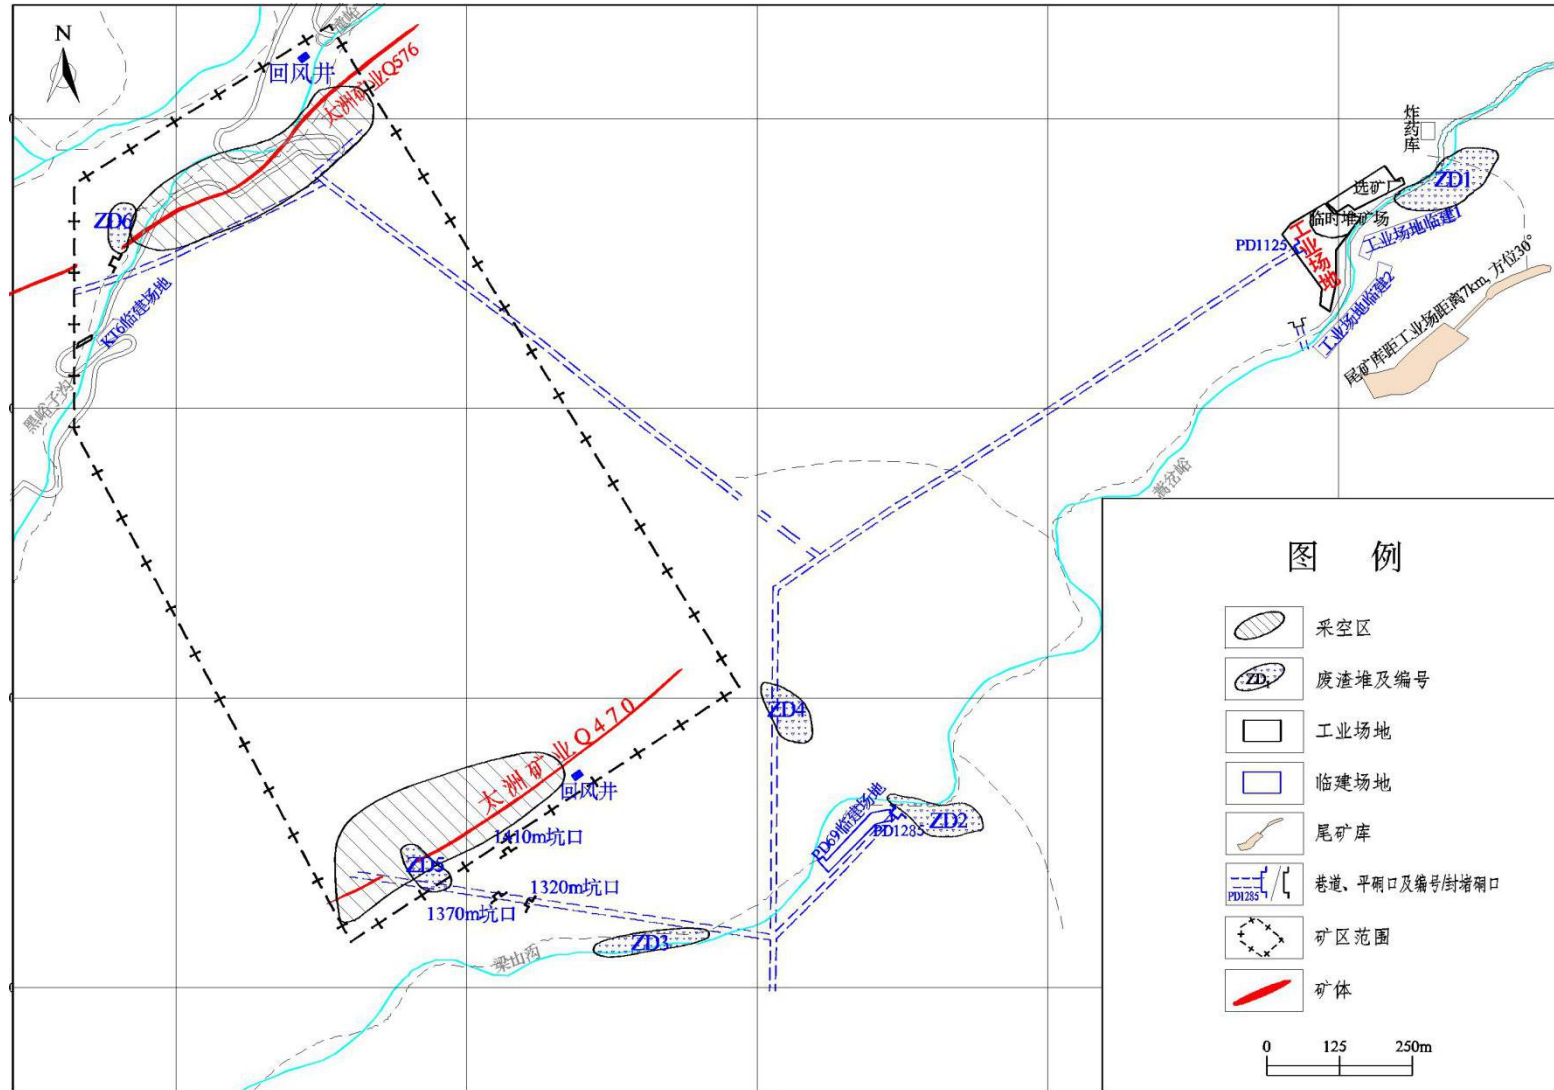 N
回风井
太洲矿业Q576
ZD6
KT6临建场地
黑峪子沟
炸药库
选矿厂
ZD1
临时堆矿场
工业场地
PD1125
工业场地临建1
工业场地临建2
尾矿库距工业场距离7km, 方位30°
蒿岔峪
太洲矿业Q470
回风井
ZD4
1410m坑口
PD69临建场地
PD1285
ZD2
ZD5
1320m坑口
1370m坑口
ZD3
梁山沟
图 例
采空区
ZD1
废渣堆及编号
工业场地
临建场地
尾矿库
PD1285
巷道、平硐口及编号/封堵硐口
矿区范围
矿体
0 125 250m